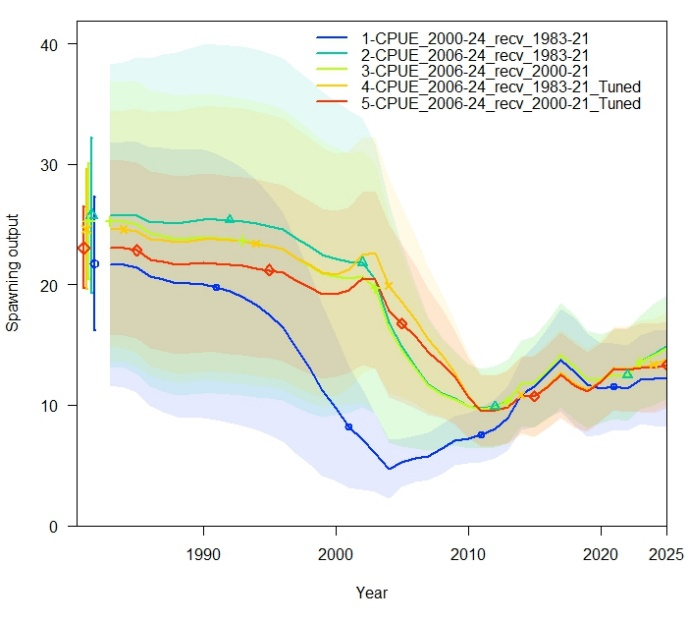 1-CPUE_2000-24_recv_1983-21
2-CPUE_2006-24_recv_1983-21
3-CPUE_2006-24_recv_2000-21
4-CPUE_2006-24_recv_1983-21_Tuned
5-CPUE_2006-24_recv_2000-21_Tuned
40
30
20
10
0
Spawning output
1990 2000 2010 2020 2025
Year